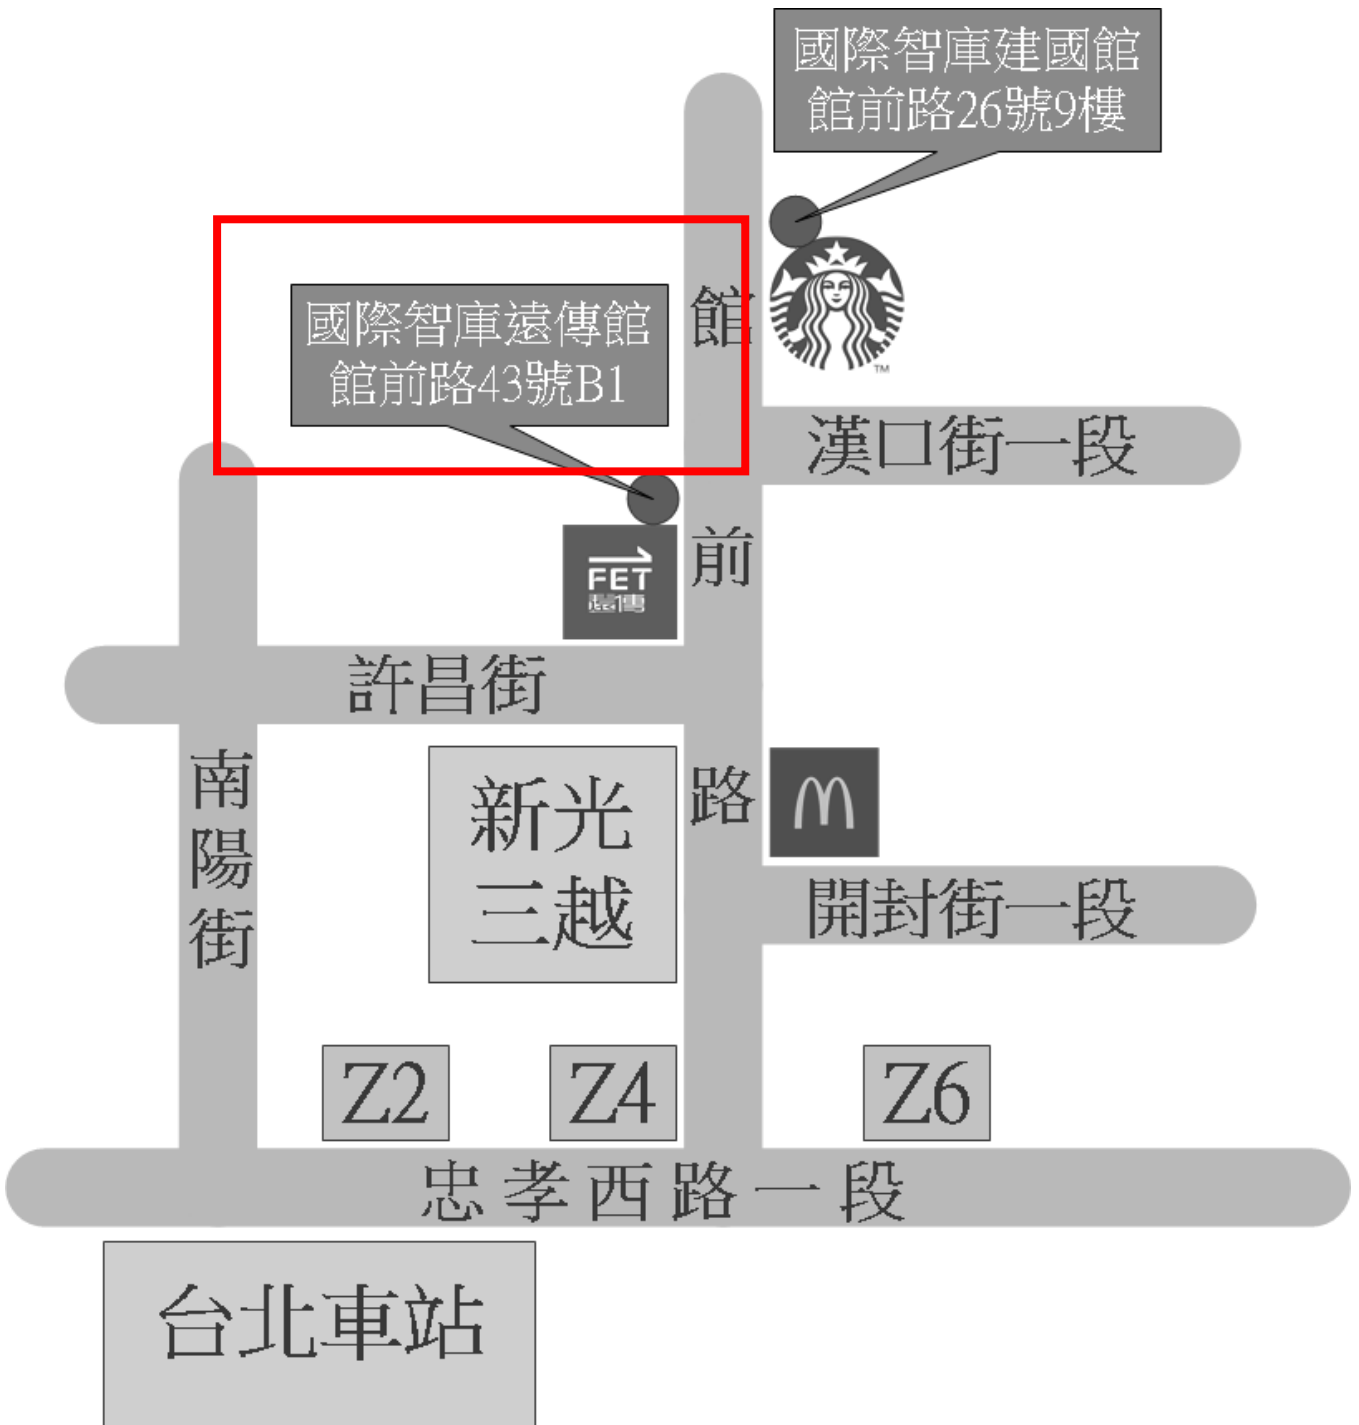 國際智庫建國館
館前路26號9樓
國際智庫遠傳館
館前路43號B1
館前路
TM
漢口街一段
FET
遠傳
許昌街
南陽街
新光
三越
開封街一段
Z2
Z4
Z6
忠孝西路一段
台北車站